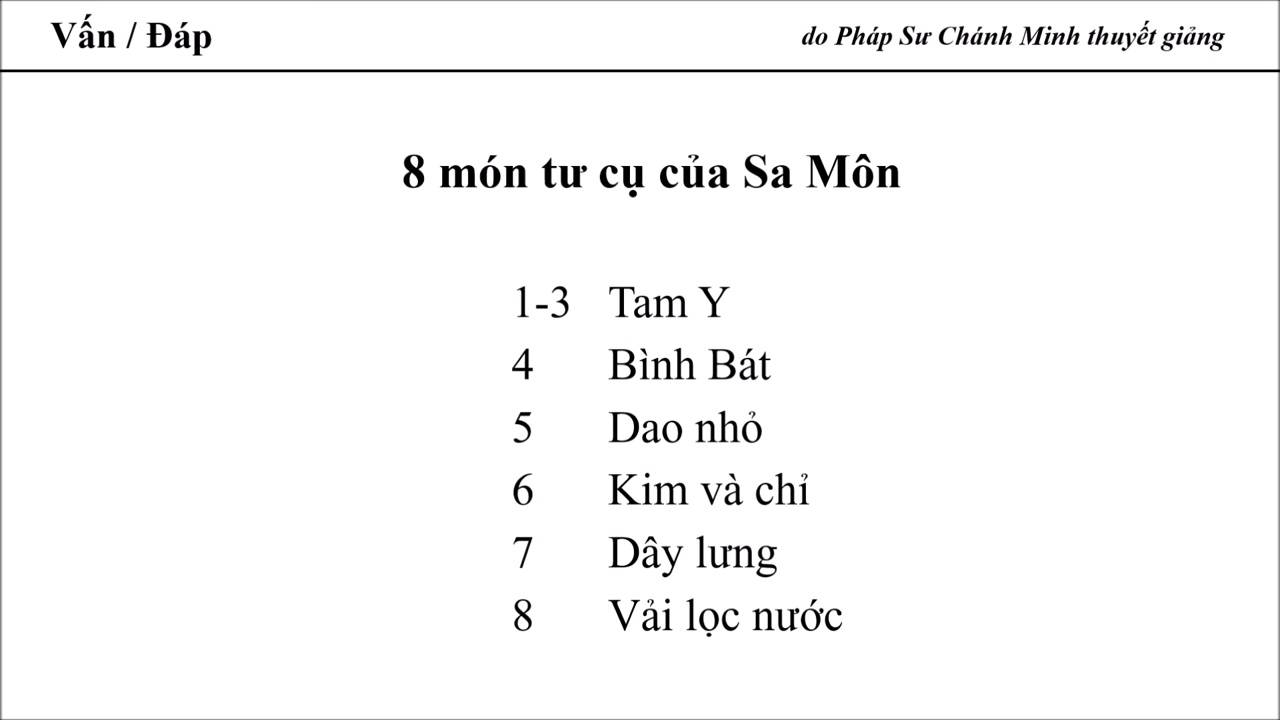 Vấn / Đáp
do Pháp Sư Chánh Minh thuyết giảng
8 món tư cụ của Sa Môn
1-3 Tam Y
4 Bình Bát
5 Dao nhỏ
6 Kim và chỉ
7 Dây lưng
8 Vải lọc nước